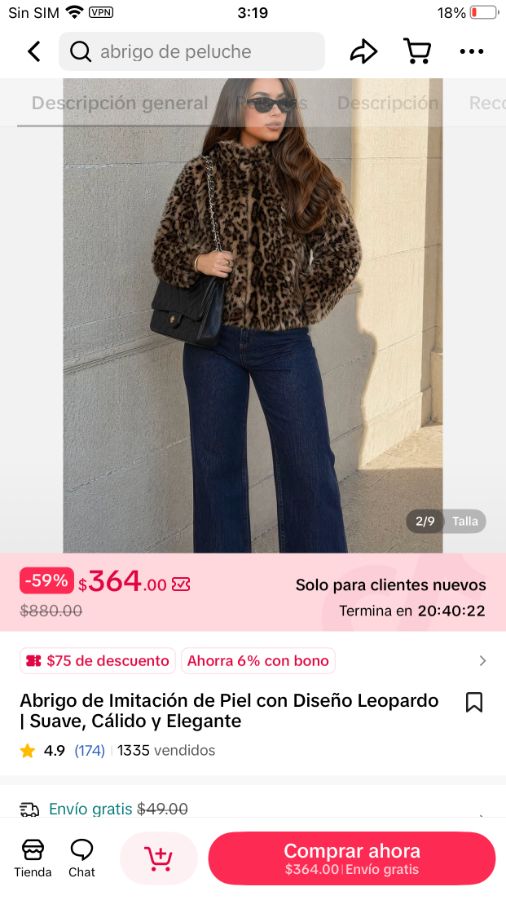 Sin SIM VPN 3:19 18%
abrigo de peluche
Descripción general Descripción
2/9 Talla
-59% $364.00 Solo para clientes nuevos
$880.00 Termina en 20:40:22
$75 de descuento Ahorra 6% con bono
Abrigo de Imitación de Piel con Diseño Leopardo
| Suave, Cálido y Elegante
4.9 (174) 1335 vendidos
Envío gratis $49.00
Tienda Chat Comprar ahora
$364.00 | Envío gratis